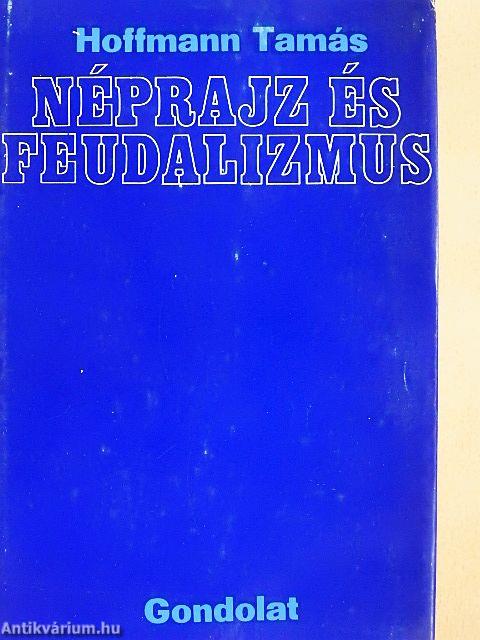 Hoffmann Tamás
NÉPRAJZ ÉS
FEUDALIZMUS
Gondolat
Antikvárium.hu